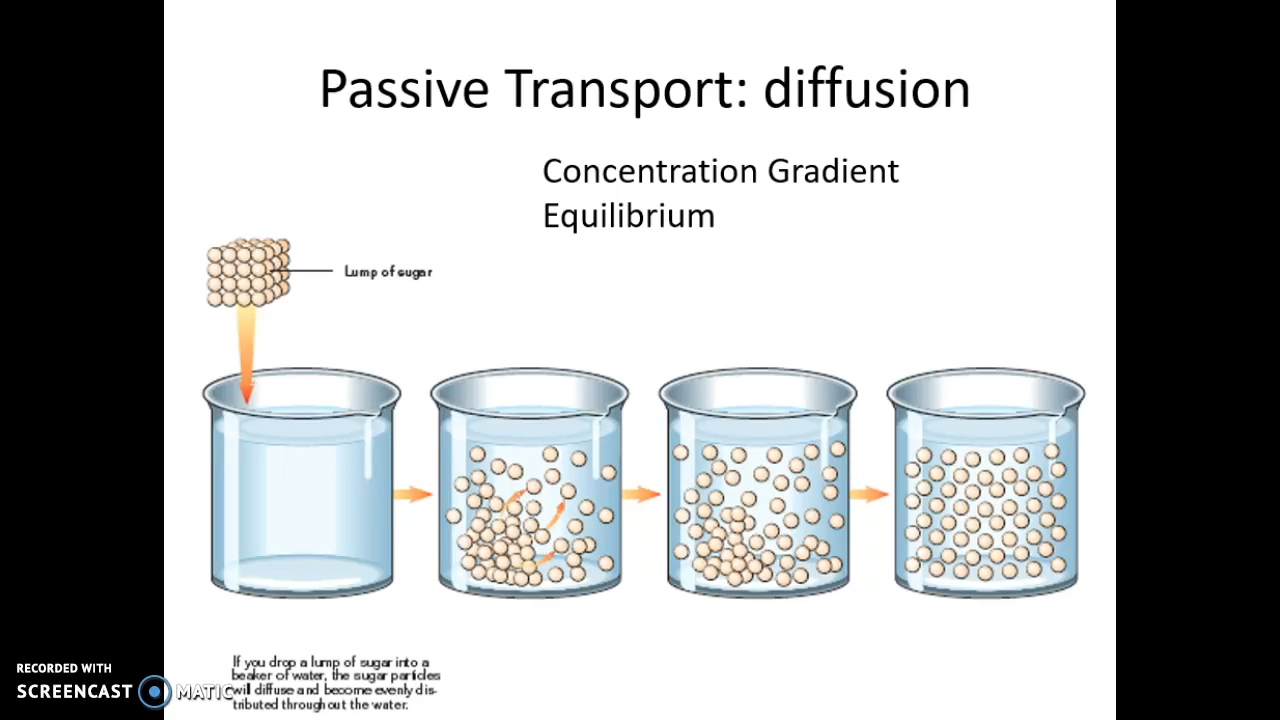 Passive Transport: diffusion
Concentration Gradient
Equilibrium
Lump of sugar
If you drop a lump of sugar into a
beaker of water, the sugar particles
will diffuse and become evenly dis-
tributed throughout the water.
RECORDED WITH
SCREENCAST MATIC